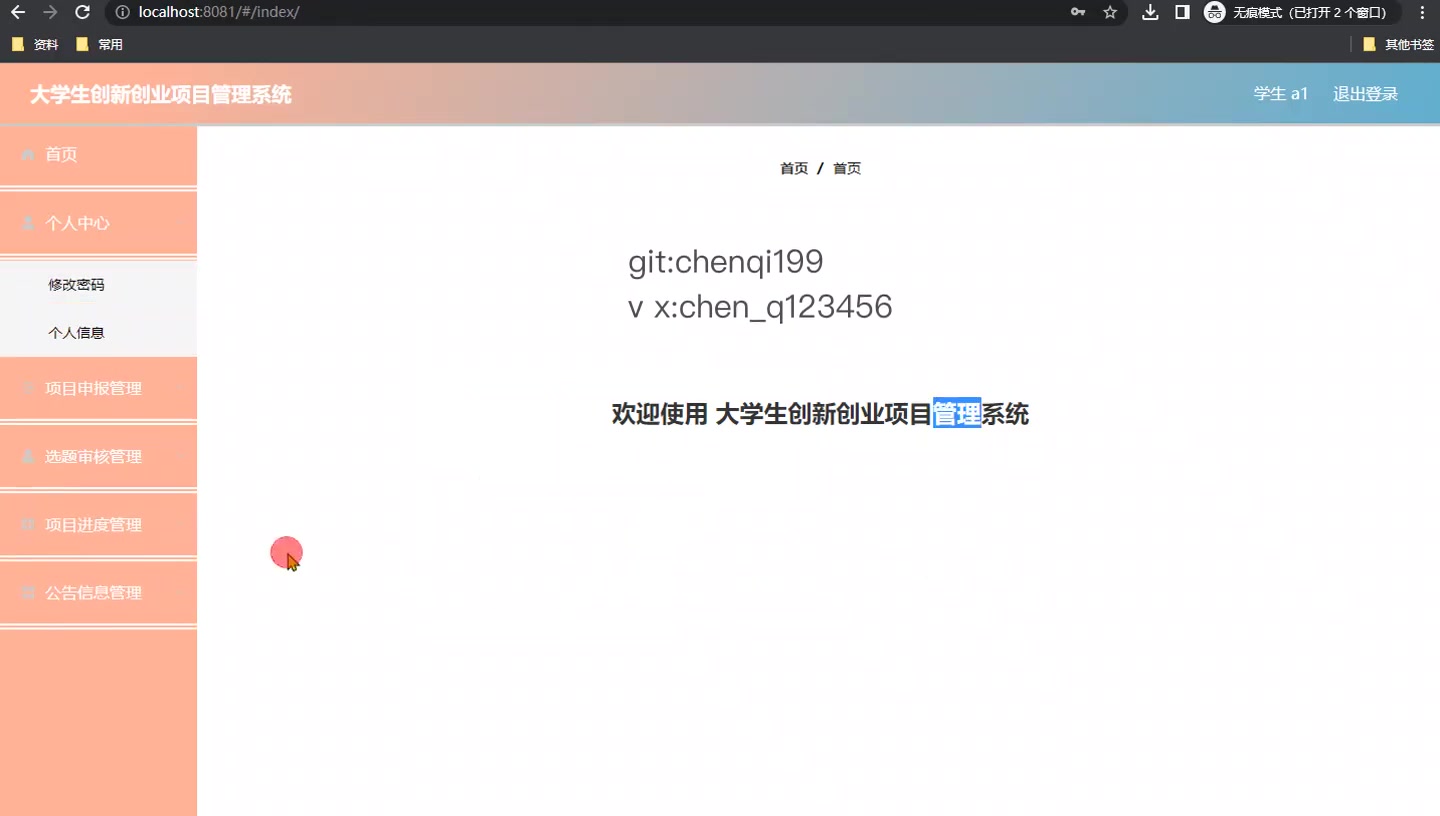 localhost:8081/#/index/
无痕模式（已打开 2 个窗口）
资料
常用
其他书签
大学生创新创业项目管理系统
学生 a1
退出登录
首页
首页 / 首页
个人中心
git:chenqi199
v x:chen_q123456
修改密码
个人信息
项目申报管理
欢迎使用 大学生创新创业项目管理系统
选题审核管理
项目进度管理
公告信息管理